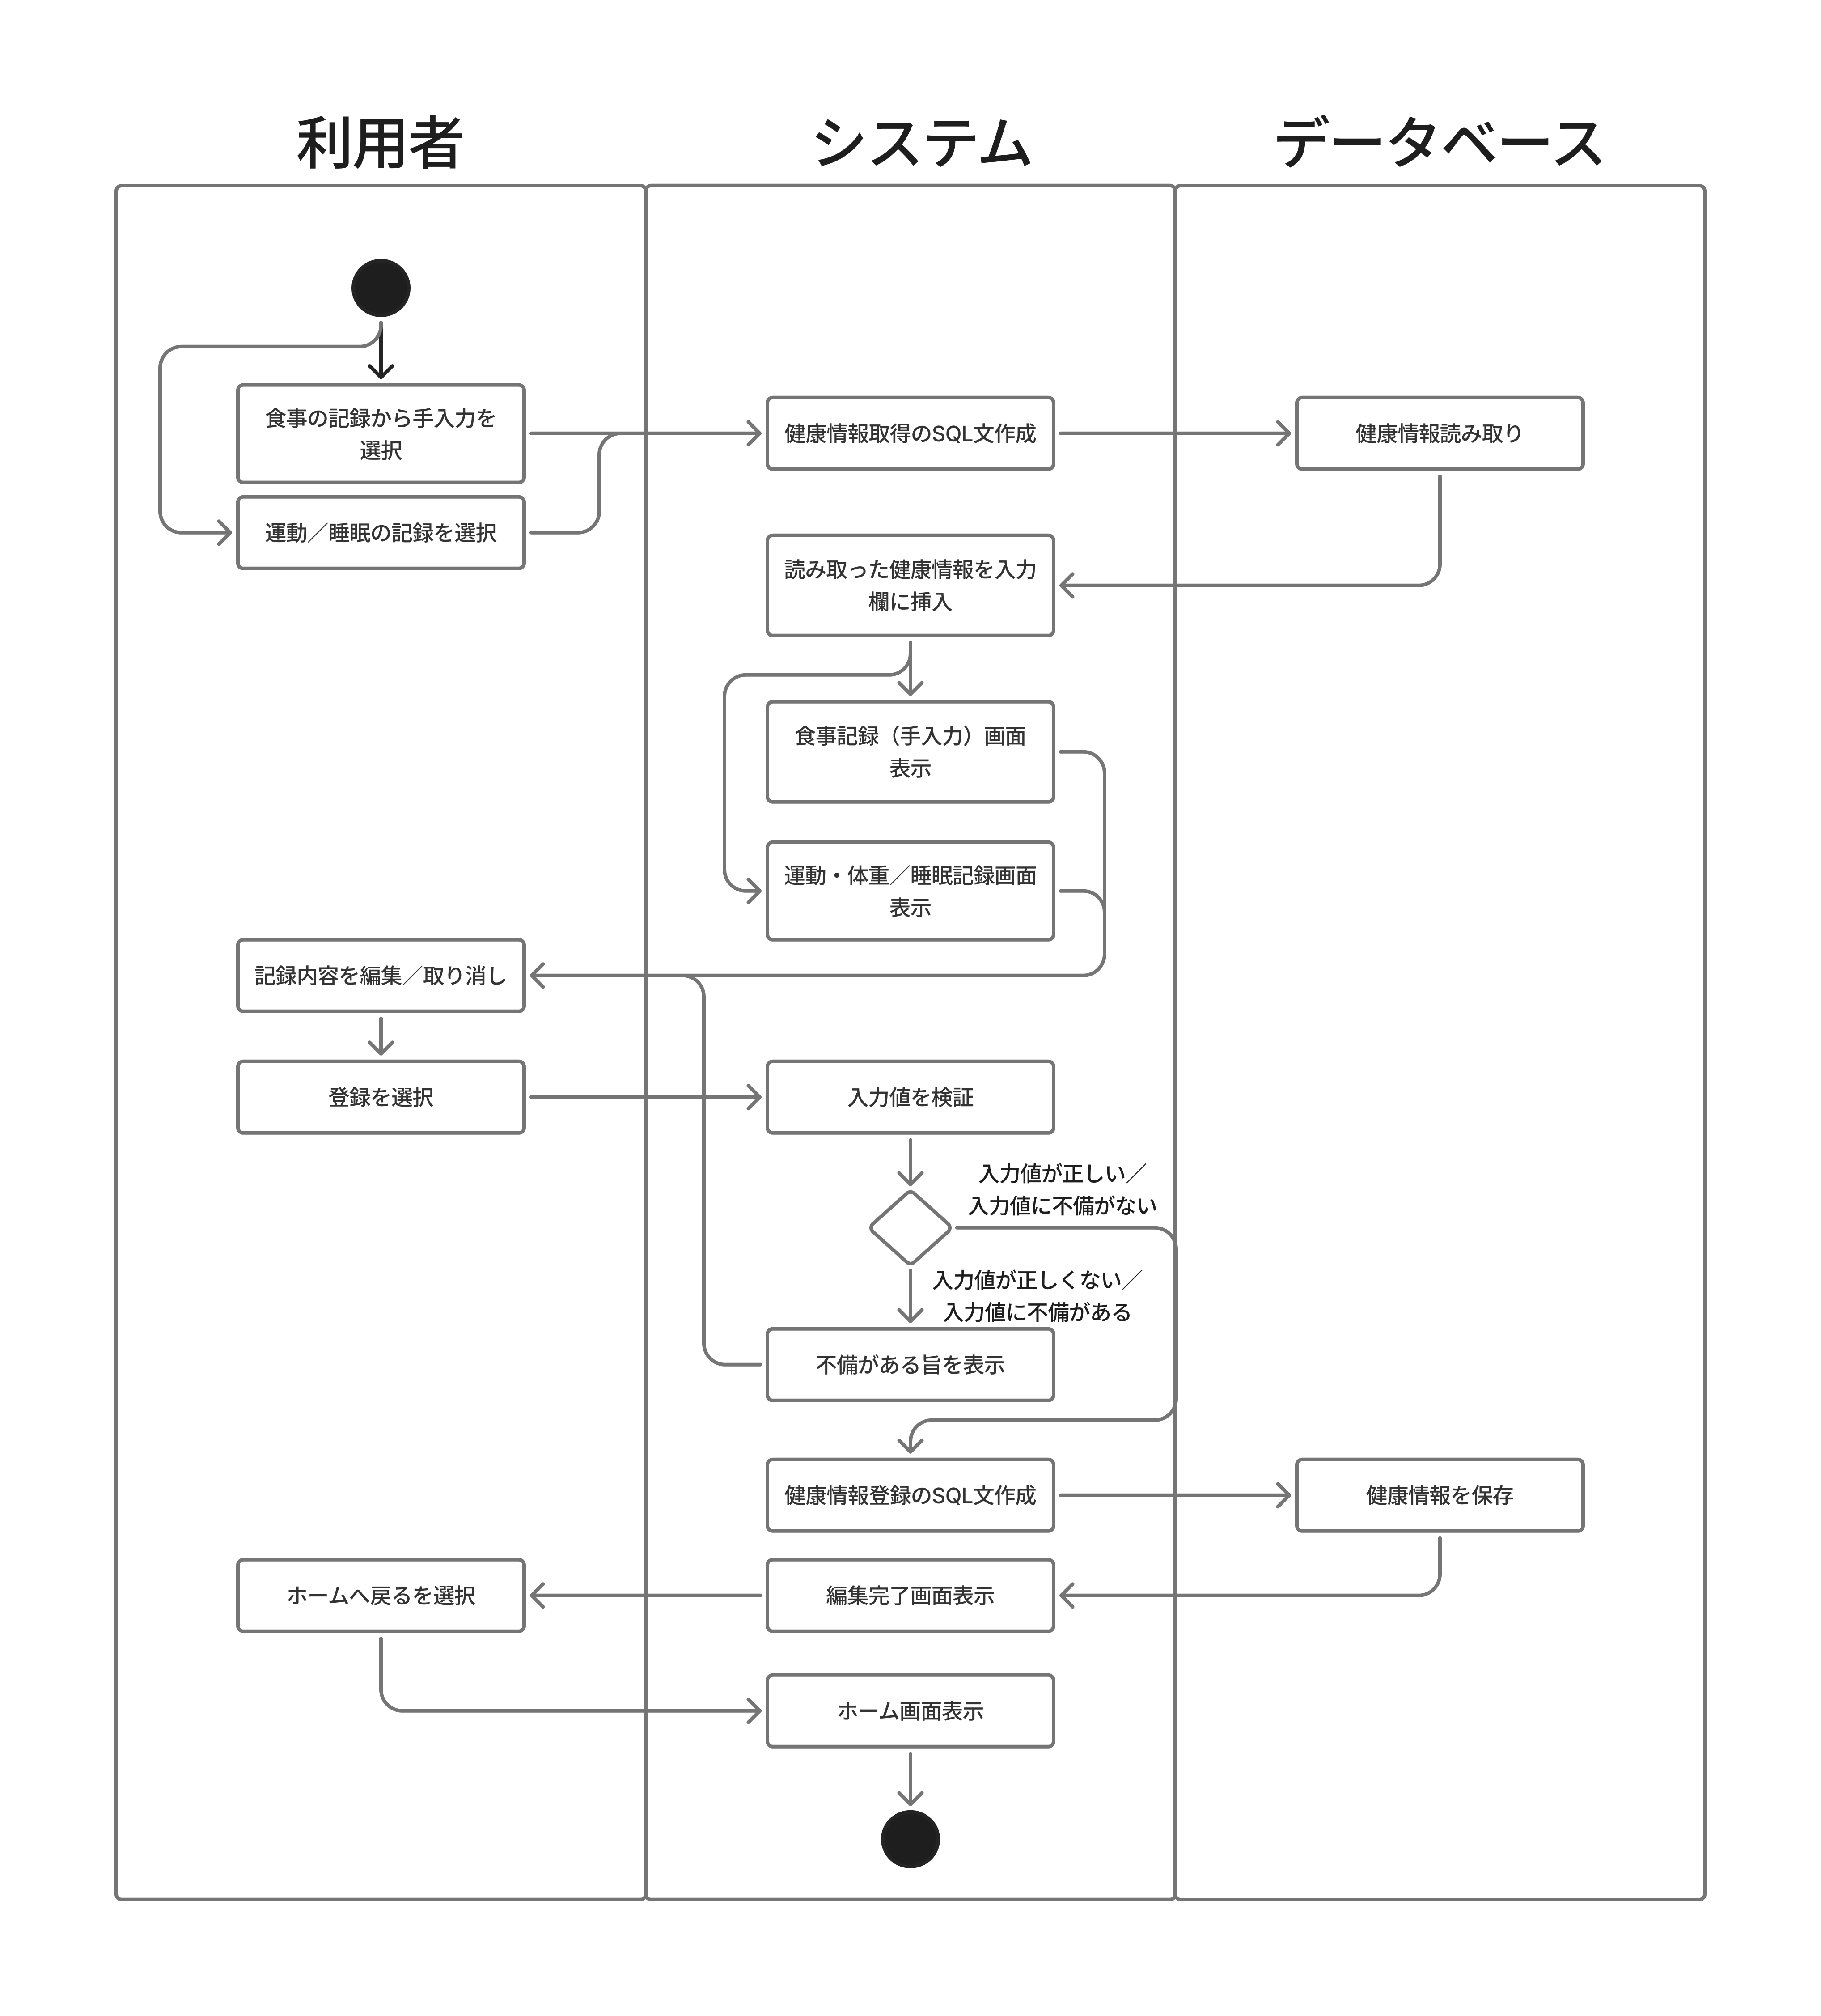 利用者
システム
データベース
食事の記録から手入力を
選択
健康情報取得のSQL文作成
健康情報読み取り
運動／睡眠の記録を選択
読み取った健康情報を入力
欄に挿入
食事記録（手入力）画面
表示
運動・体重／睡眠記録画面
表示
記録内容を編集／取り消し
登録を選択
入力値を検証
入力値が正しい／
入力値に不備がない
入力値が正しくない／
入力値に不備がある
不備がある旨を表示
健康情報登録のSQL文作成
健康情報を保存
ホームへ戻るを選択
編集完了画面表示
ホーム画面表示